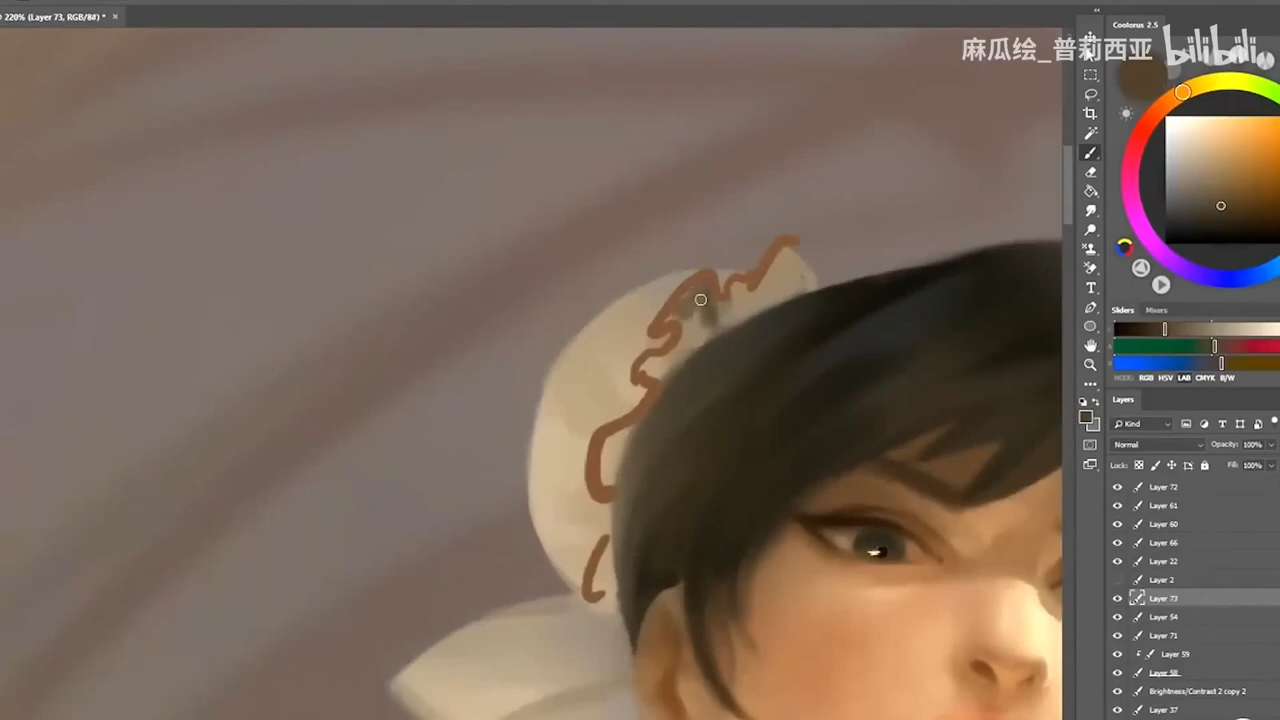 220% (Layer 73, RGB/8#) *
Coolorus 2.5
麻瓜绘_普莉西亚 bilibili
Sliders Mixers
MODE: RGB HSV LAB CMYK B/W
Layers
Kind
Normal Opacity: 100%
Lock: Fill: 100%
Layer 72
Layer 61
Layer 60
Layer 66
Layer 22
Layer 2
Layer 73
Layer 54
Layer 71
Layer 59
Layer 58
Brightness/Contrast 2 copy 2
Layer 37